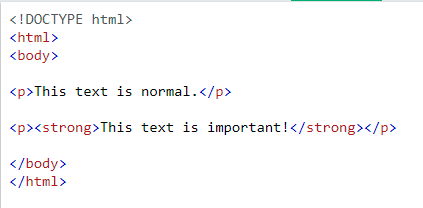 <!DOCTYPE html>
<html>
<body>
<p>This text is normal.</p>
<p><strong>This text is important!</strong></p>
</body>
</html>